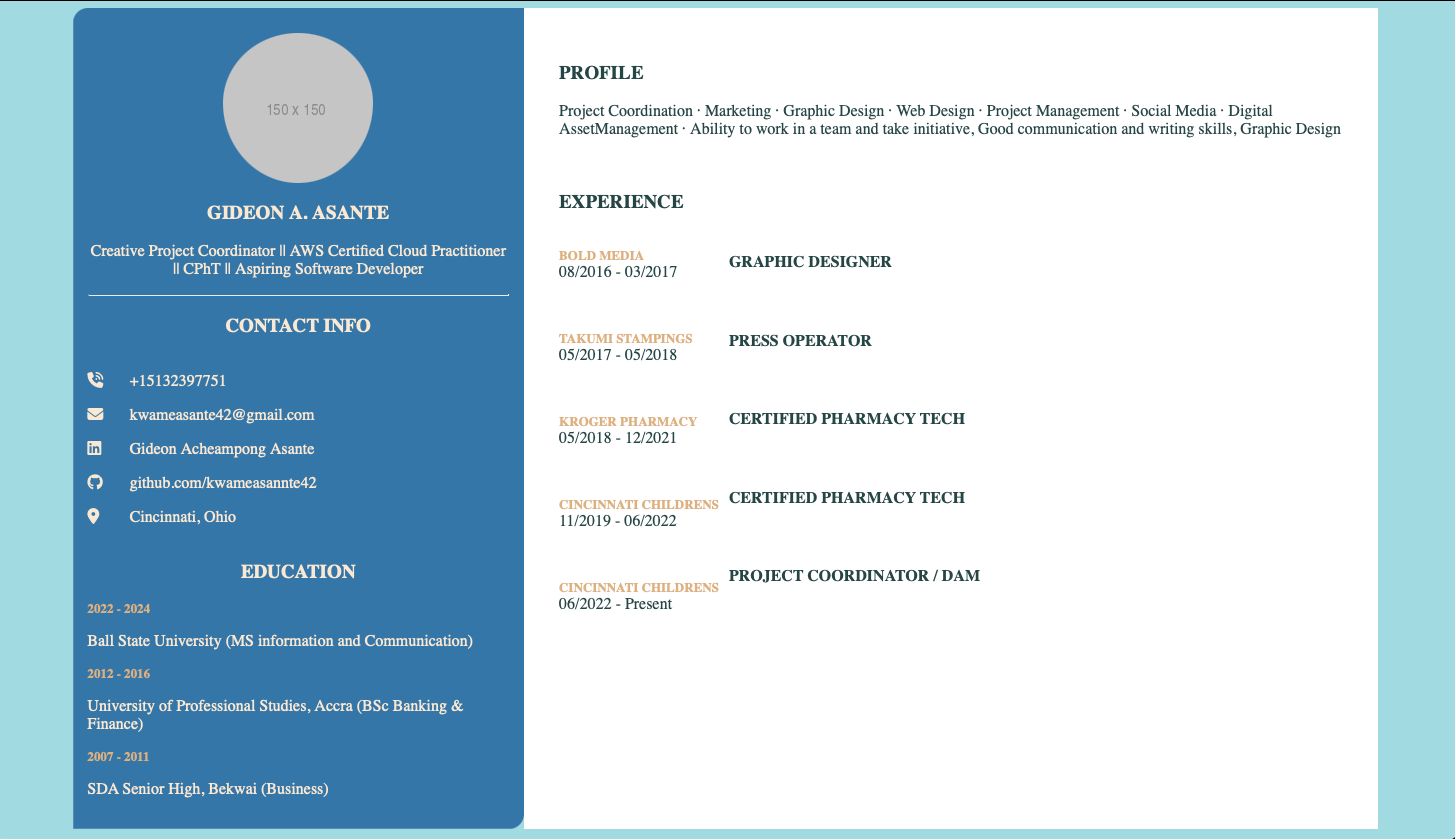 150 x 150
GIDEON A. ASANTE
Creative Project Coordinator || AWS Certified Cloud Practitioner
|| CPhT || Aspiring Software Developer
CONTACT INFO
+15132397751
kwameasante42@gmail.com
Gideon Acheampong Asante
github.com/kwameasannte42
Cincinnati, Ohio
EDUCATION
2022 - 2024
Ball State University (MS information and Communication)
2012 - 2016
University of Professional Studies, Accra (BSc Banking &
Finance)
2007 - 2011
SDA Senior High, Bekwai (Business)
PROFILE
Project Coordination · Marketing · Graphic Design · Web Design · Project Management · Social Media · Digital
AssetManagement · Ability to work in a team and take initiative, Good communication and writing skills, Graphic Design
EXPERIENCE
BOLD MEDIA
08/2016 - 03/2017
GRAPHIC DESIGNER
TAKUMI STAMPINGS
05/2017 - 05/2018
PRESS OPERATOR
KROGER PHARMACY
05/2018 - 12/2021
CERTIFIED PHARMACY TECH
CINCINNATI CHILDRENS
11/2019 - 06/2022
CERTIFIED PHARMACY TECH
CINCINNATI CHILDRENS
06/2022 - Present
PROJECT COORDINATOR / DAM